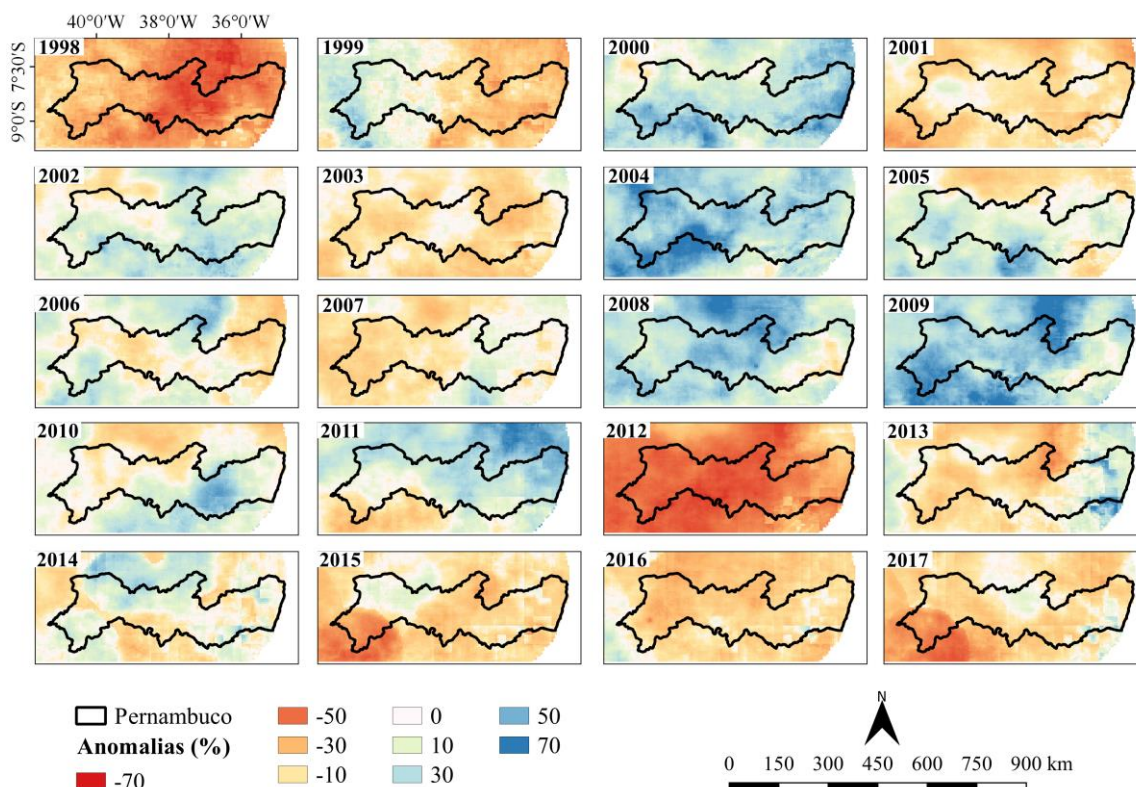 40°0'W 38°0'W 36°0'W
7°30'S
9°0'S
1998 1999 2000 2001
2002 2003 2004 2005
2006 2007 2008 2009
2010 2011 2012 2013
2014 2015 2016 2017
Pernambuco
Anomalias (%)
-70
-50
-30
-10
0
10
30
50
70
N
0 150 300 450 600 750 900 km